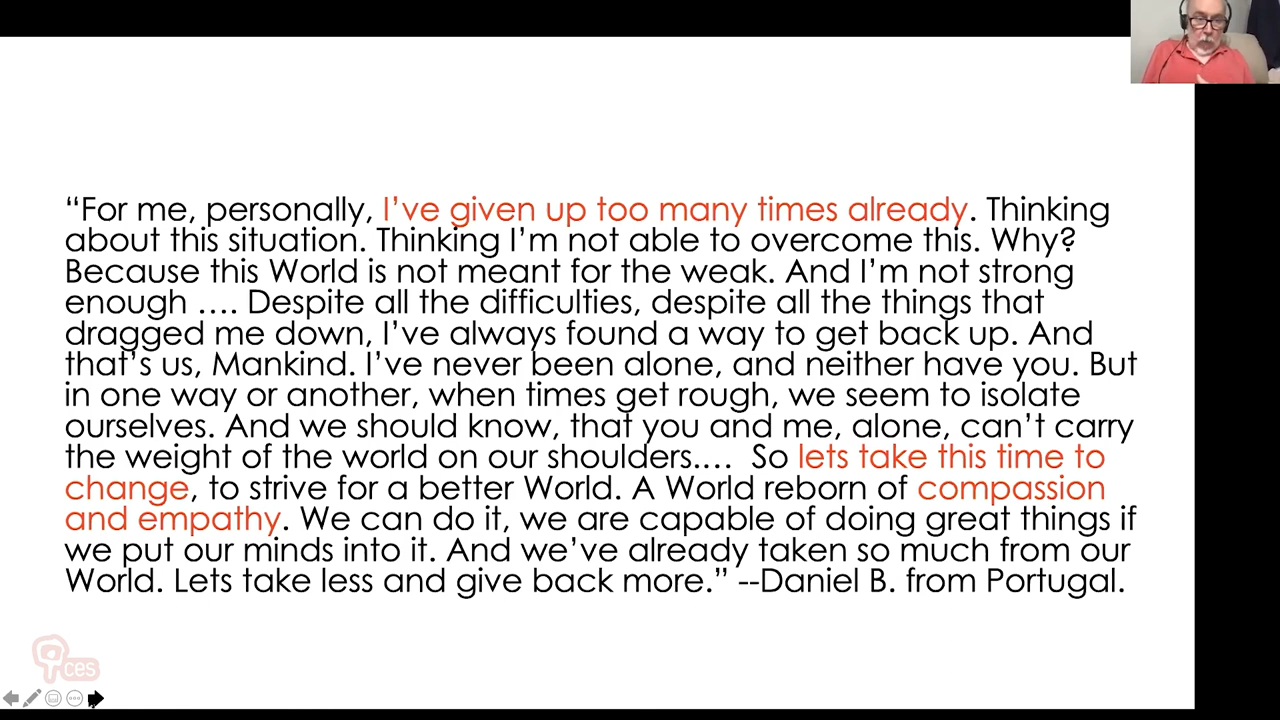 “For me, personally, I’ve given up too many times already. Thinking
about this situation. Thinking I’m not able to overcome this. Why?
Because this World is not meant for the weak. And I’m not strong
enough …. Despite all the difficulties, despite all the things that
dragged me down, I’ve always found a way to get back up. And
that’s us, Mankind. I’ve never been alone, and neither have you. But
in one way or another, when times get rough, we seem to isolate
ourselves. And we should know, that you and me, alone, can’t carry
the weight of the world on our shoulders.… So lets take this time to
change, to strive for a better World. A World reborn of compassion
and empathy. We can do it, we are capable of doing great things if
we put our minds into it. And we’ve already taken so much from our
World. Lets take less and give back more.” --Daniel B. from Portugal.
ces